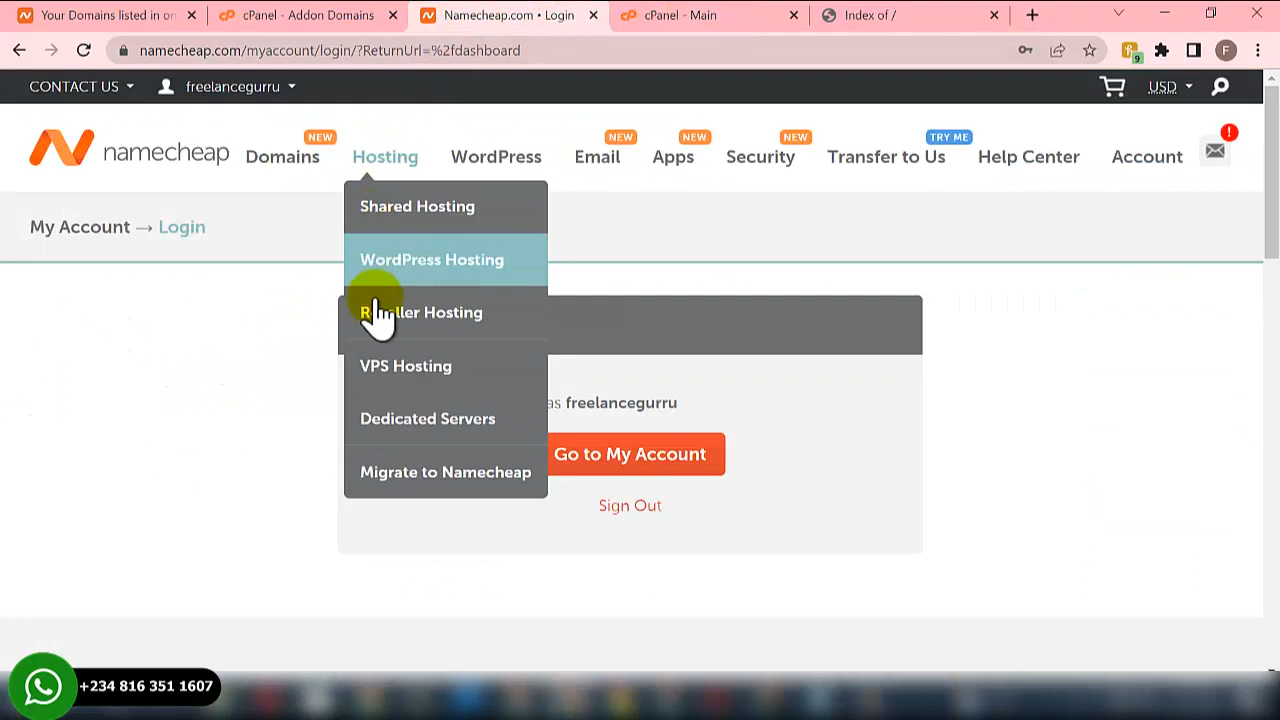 Your Domains listed in on
cPanel - Addon Domains
Namecheap.com • Login
cPanel - Main
Index of /
namecheap.com/myaccount/login/?ReturnUrl=%2fdashboard
9
F
CONTACT US
freelancegurru
USD
namecheap
Domains
NEW
Hosting
WordPress
Email
NEW
Apps
NEW
Security
NEW
Transfer to Us
TRY ME
Help Center
Account
!
My Account → Login
Shared Hosting
WordPress Hosting
Reseller Hosting
VPS Hosting
Dedicated Servers
Migrate to Namecheap
as freelancegurru
Go to My Account
Sign Out
+234 816 351 1607